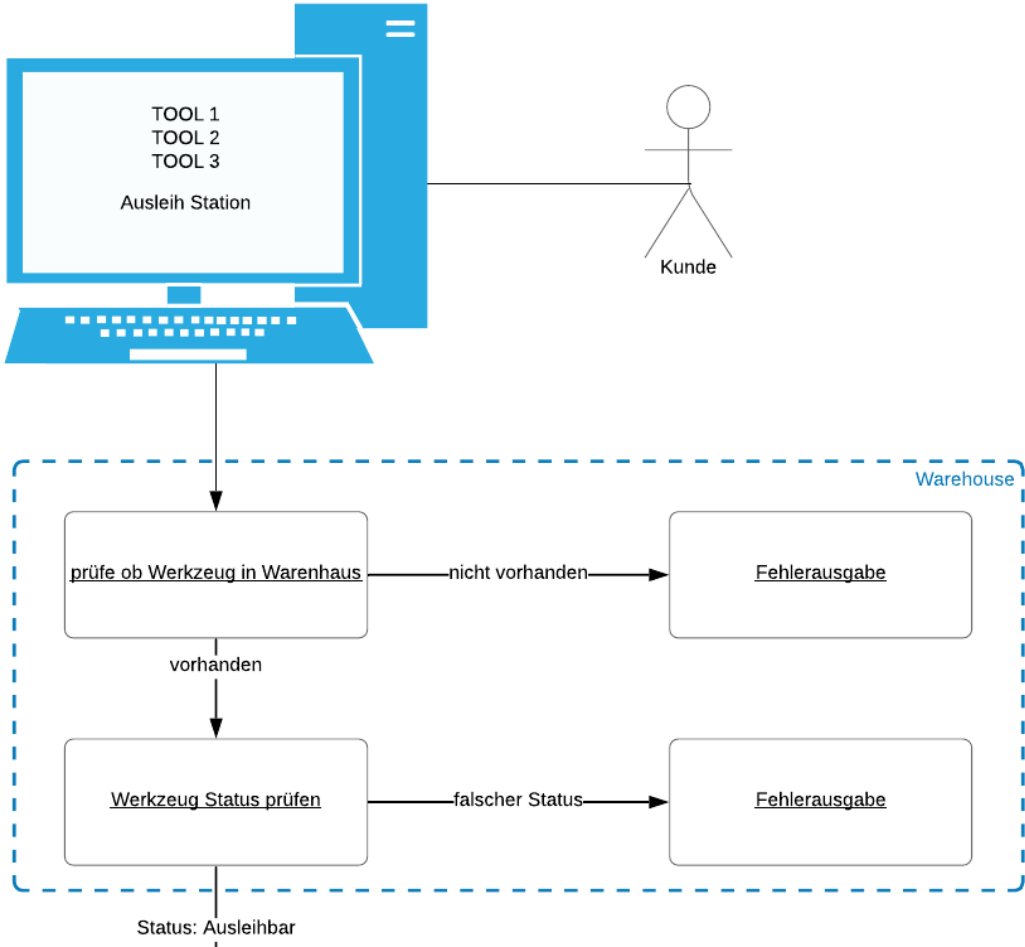 TOOL 1
TOOL 2
TOOL 3
Ausleih Station
Kunde
Warehouse
prüfe ob Werkzeug in Warenhaus
nicht vorhanden
Fehlerausgabe
vorhanden
Werkzeug Status prüfen
falscher Status
Fehlerausgabe
Status: Ausleihbar